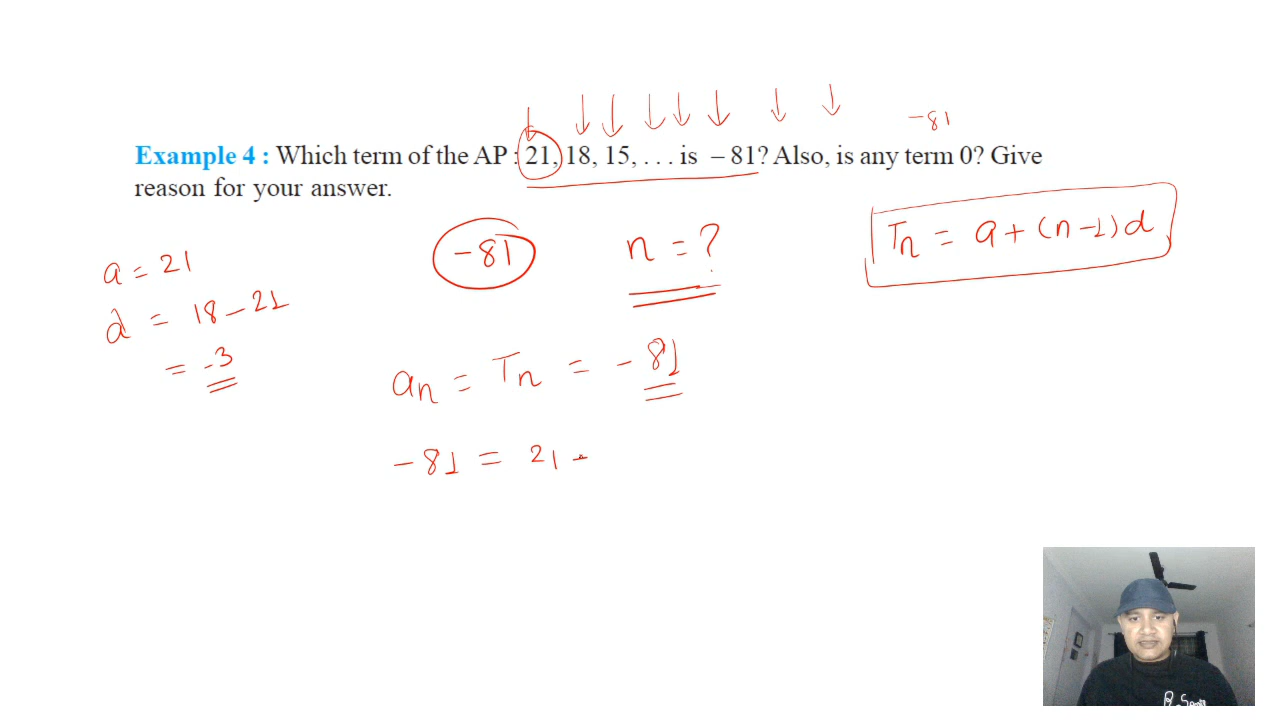 -81
Example 4 : Which term of the AP : 21, 18, 15, . . . is – 81? Also, is any term 0? Give
reason for your answer.
a = 21
d = 18 - 21
= -3
-81
n = ?
Tn = a + (n-1)d
an = Tn = -81
-81 = 21 -